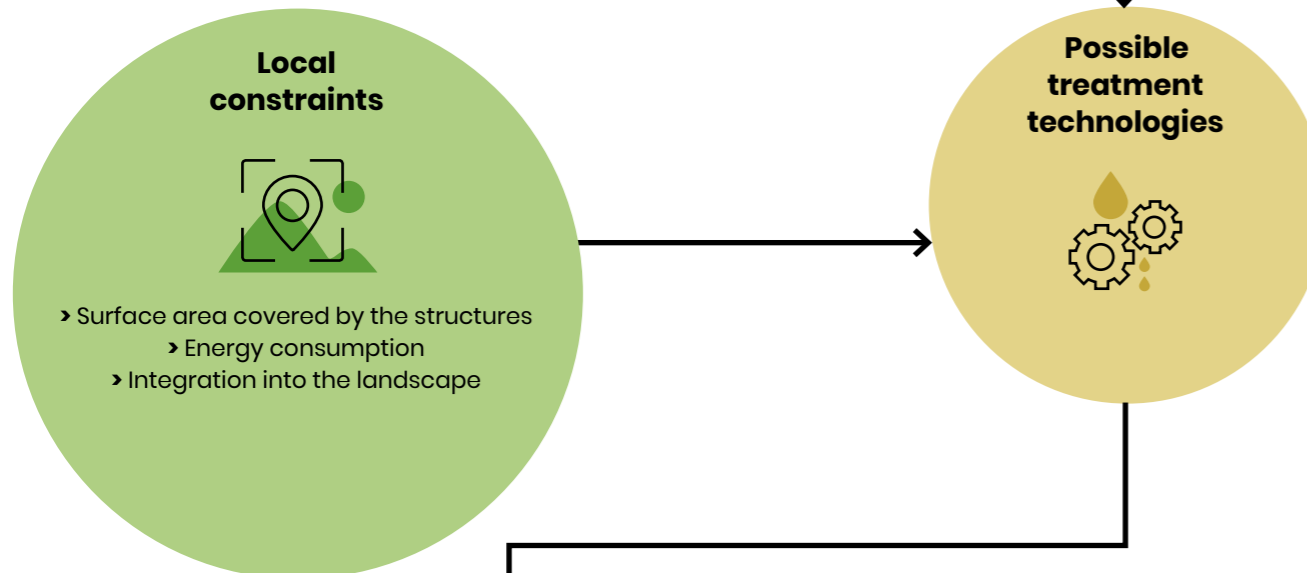 Local
constraints
> Surface area covered by the structures
> Energy consumption
> Integration into the landscape
Possible
treatment
technologies